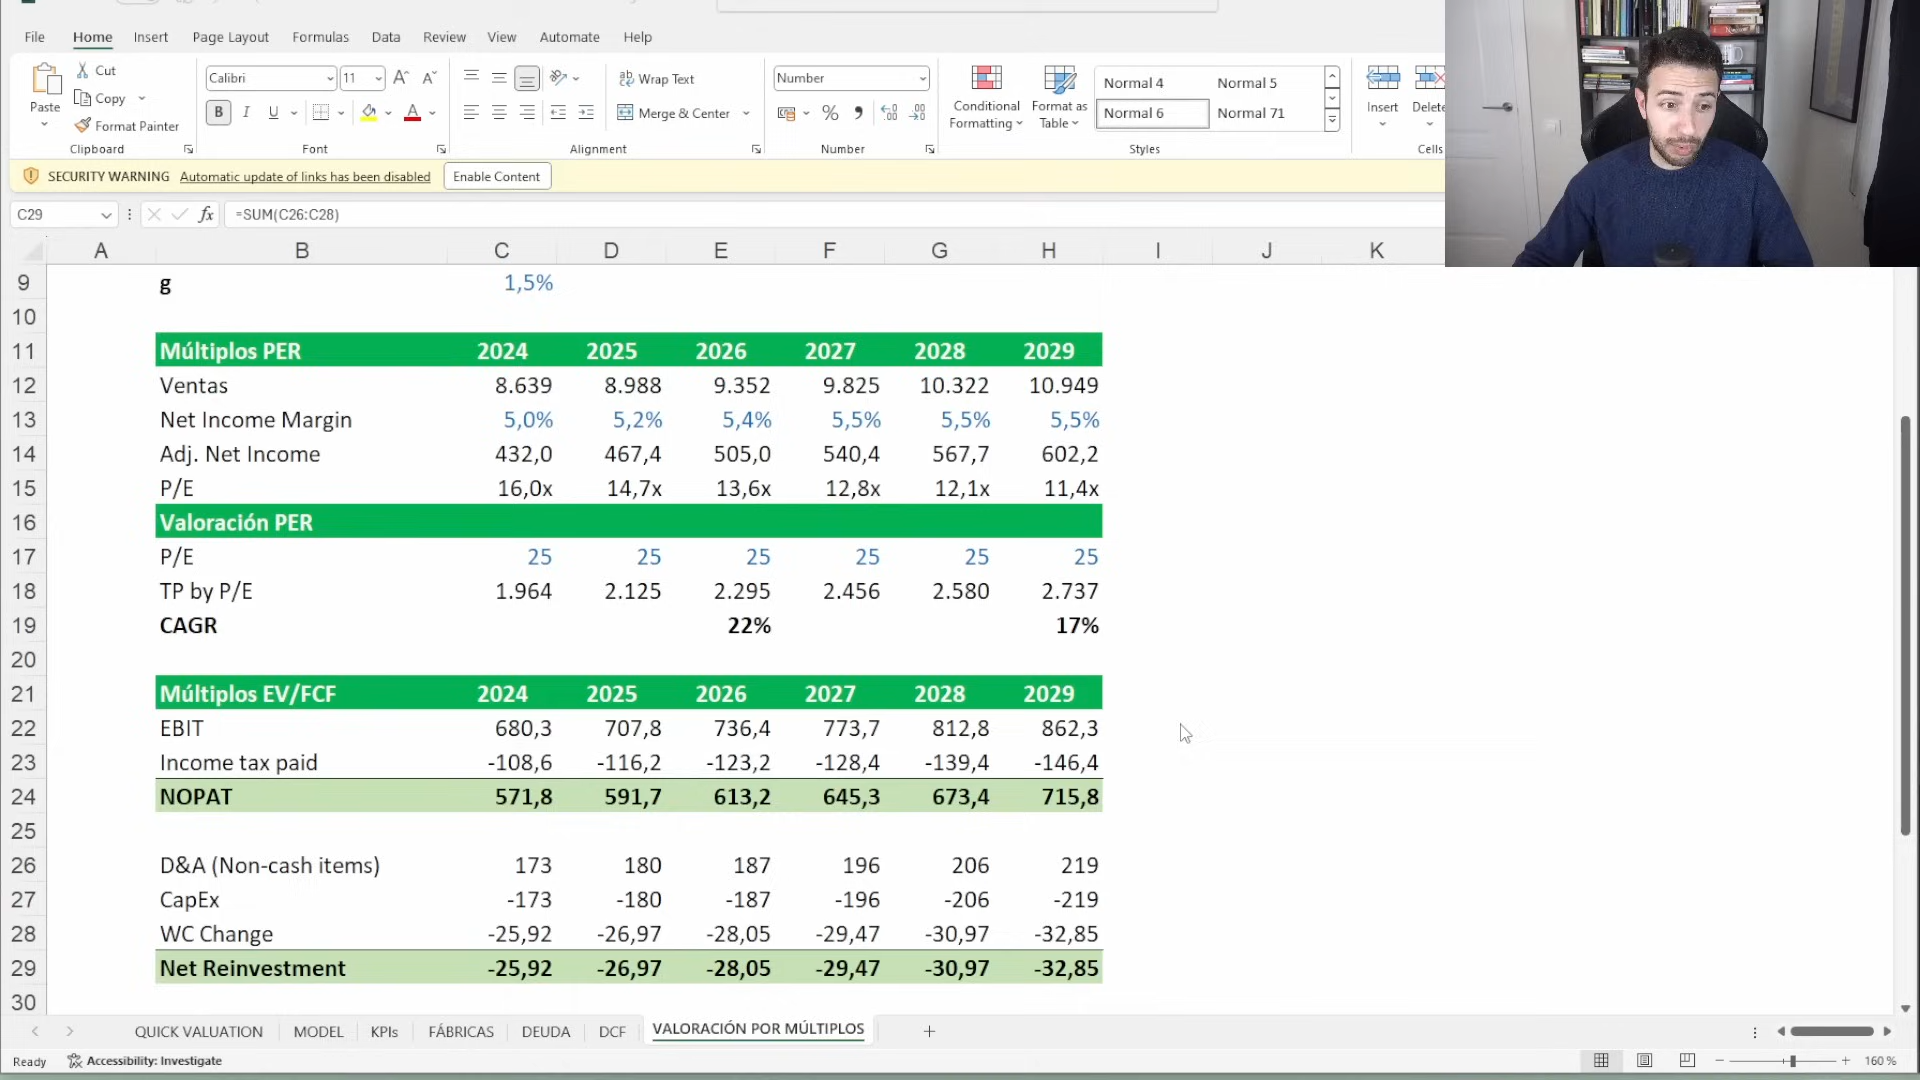 File Home Insert Page Layout Formulas Data Review View Automate Help
Paste
Cut
Copy
Format Painter
Clipboard
Calibri 11 A A
B I U A
Font
Wrap Text
Merge & Center
Alignment
Number
%
Number
Conditional Formatting
Format as Table
Normal 4 Normal 5
Normal 6 Normal 71
Styles
Insert Delete
Cells
SECURITY WARNING Automatic update of links has been disabled Enable Content
C29 fx =SUM(C26:C28)
A B C D E F G H I J K
9 g 1,5%
10
11 Múltiplos PER 2024 2025 2026 2027 2028 2029
12 Ventas 8.639 8.988 9.352 9.825 10.322 10.949
13 Net Income Margin 5,0% 5,2% 5,4% 5,5% 5,5% 5,5%
14 Adj. Net Income 432,0 467,4 505,0 540,4 567,7 602,2
15 P/E 16,0x 14,7x 13,6x 12,8x 12,1x 11,4x
16 Valoración PER
17 P/E 25 25 25 25 25 25
18 TP by P/E 1.964 2.125 2.295 2.456 2.580 2.737
19 CAGR 22% 17%
20
21 Múltiplos EV/FCF 2024 2025 2026 2027 2028 2029
22 EBIT 680,3 707,8 736,4 773,7 812,8 862,3
23 Income tax paid -108,6 -116,2 -123,2 -128,4 -139,4 -146,4
24 NOPAT 571,8 591,7 613,2 645,3 673,4 715,8
25
26 D&A (Non-cash items) 173 180 187 196 206 219
27 CapEx -173 -180 -187 -196 -206 -219
28 WC Change -25,92 -26,97 -28,05 -29,47 -30,97 -32,85
29 Net Reinvestment -25,92 -26,97 -28,05 -29,47 -30,97 -32,85
30
QUICK VALUATION MODEL KPIs FÁBRICAS DEUDA DCF VALORACIÓN POR MÚLTIPLOS
Ready Accessibility: Investigate 160 %